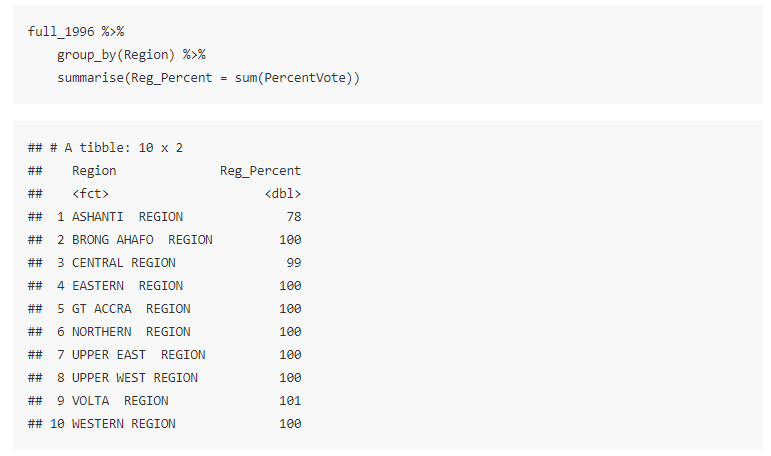 full_1996 %>%
    group_by(Region) %>%
    summarise(Reg_Percent = sum(PercentVote))
## # A tibble: 10 x 2
##    Region              Reg_Percent
##    <fct>                     <dbl>
##  1 ASHANTI  REGION              78
##  2 BRONG AHAFO  REGION         100
##  3 CENTRAL REGION               99
##  4 EASTERN  REGION             100
##  5 GT ACCRA  REGION            100
##  6 NORTHERN  REGION            100
##  7 UPPER EAST  REGION          100
##  8 UPPER WEST REGION           100
##  9 VOLTA  REGION               101
## 10 WESTERN REGION              100